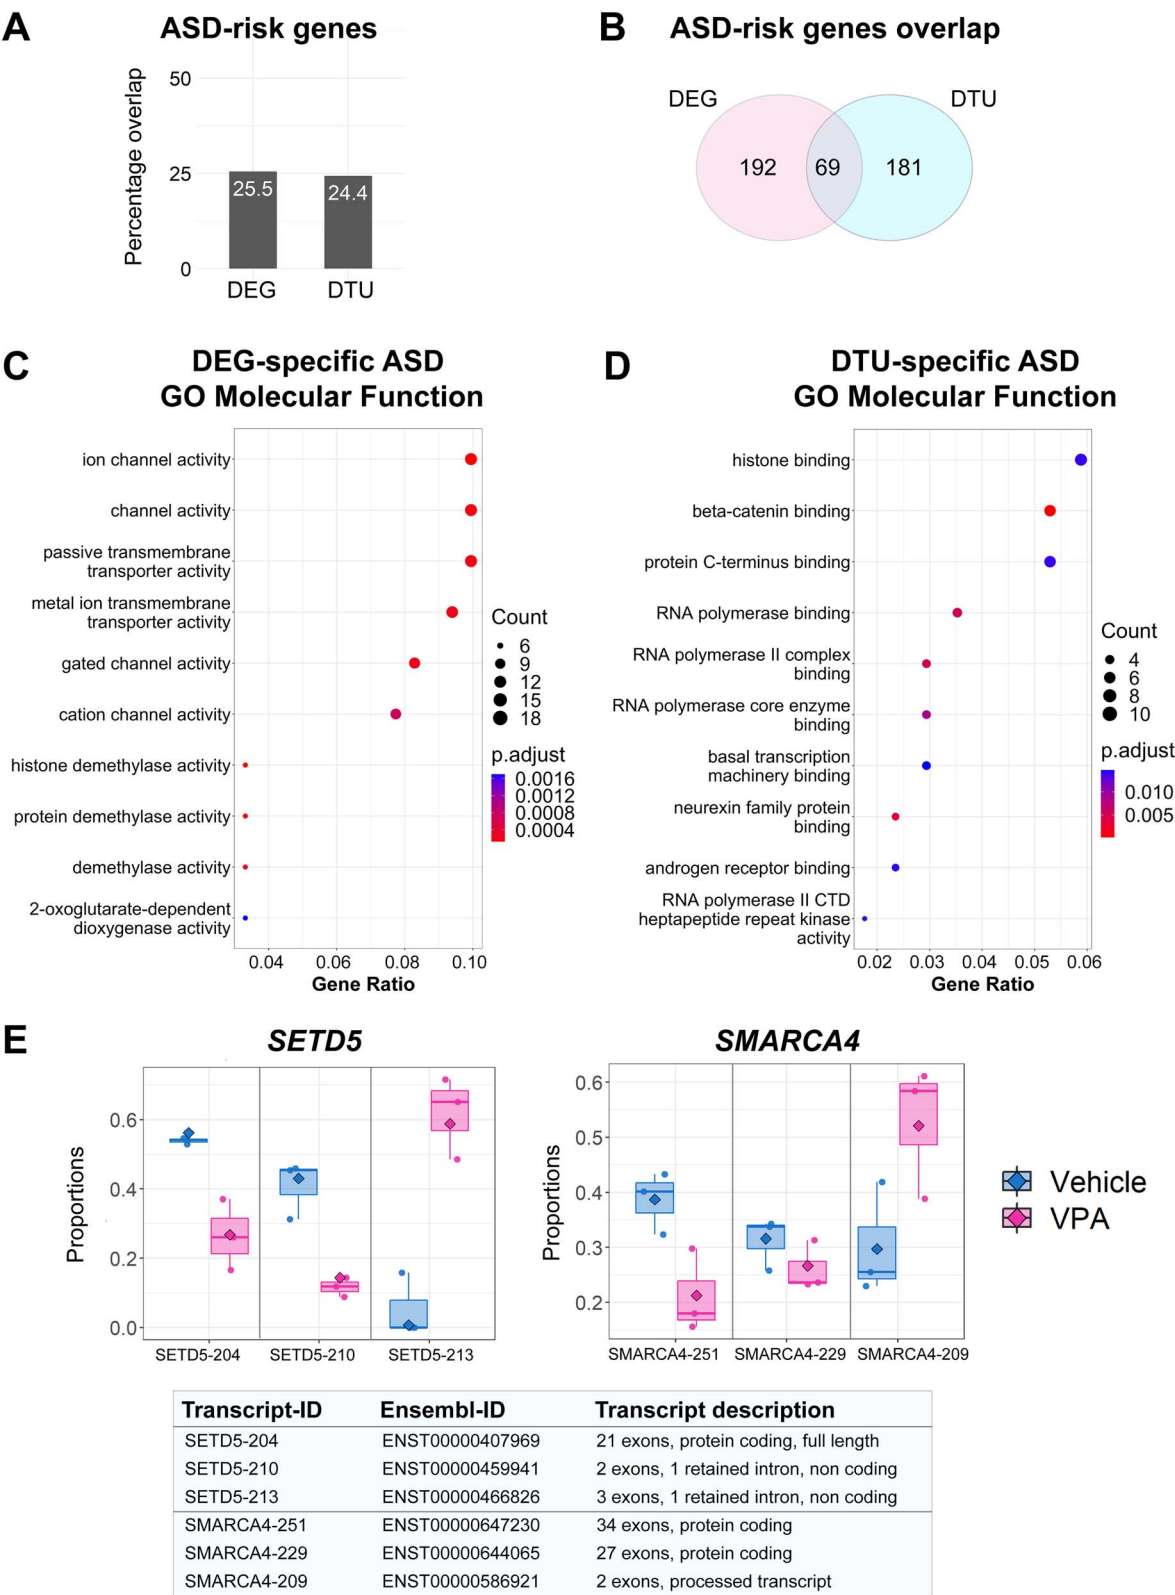 A
ASD-risk genes
Percentage overlap
50
25
0
25.5
24.4
DEG
DTU
B
ASD-risk genes overlap
DEG
DTU
192
69
181
C
DEG-specific ASD
GO Molecular Function
ion channel activity
channel activity
passive transmembrane
transporter activity
metal ion transmembrane
transporter activity
gated channel activity
cation channel activity
histone demethylase activity
protein demethylase activity
demethylase activity
2-oxoglutarate-dependent
dioxygenase activity
0.04 0.06 0.08 0.10
Gene Ratio
Count
6
9
12
15
18
p.adjust
0.0016
0.0012
0.0008
0.0004
D
DTU-specific ASD
GO Molecular Function
histone binding
beta-catenin binding
protein C-terminus binding
RNA polymerase binding
RNA polymerase II complex
binding
RNA polymerase core enzyme
binding
basal transcription
machinery binding
neurexin family protein
binding
androgen receptor binding
RNA polymerase II CTD
heptapeptide repeat kinase
activity
0.02 0.03 0.04 0.05 0.06
Gene Ratio
Count
4
6
8
10
p.adjust
0.010
0.005
E
SETD5
Proportions
0.6
0.4
0.2
0.0
SETD5-204 SETD5-210 SETD5-213
SMARCA4
Proportions
0.6
0.5
0.4
0.3
0.2
SMARCA4-251 SMARCA4-229 SMARCA4-209
Vehicle
VPA
Transcript-ID Ensembl-ID Transcript description
SETD5-204 ENST00000407969 21 exons, protein coding, full length
SETD5-210 ENST00000459941 2 exons, 1 retained intron, non coding
SETD5-213 ENST00000466826 3 exons, 1 retained intron, non coding
SMARCA4-251 ENST00000647230 34 exons, protein coding
SMARCA4-229 ENST00000644065 27 exons, protein coding
SMARCA4-209 ENST00000586921 2 exons, processed transcript